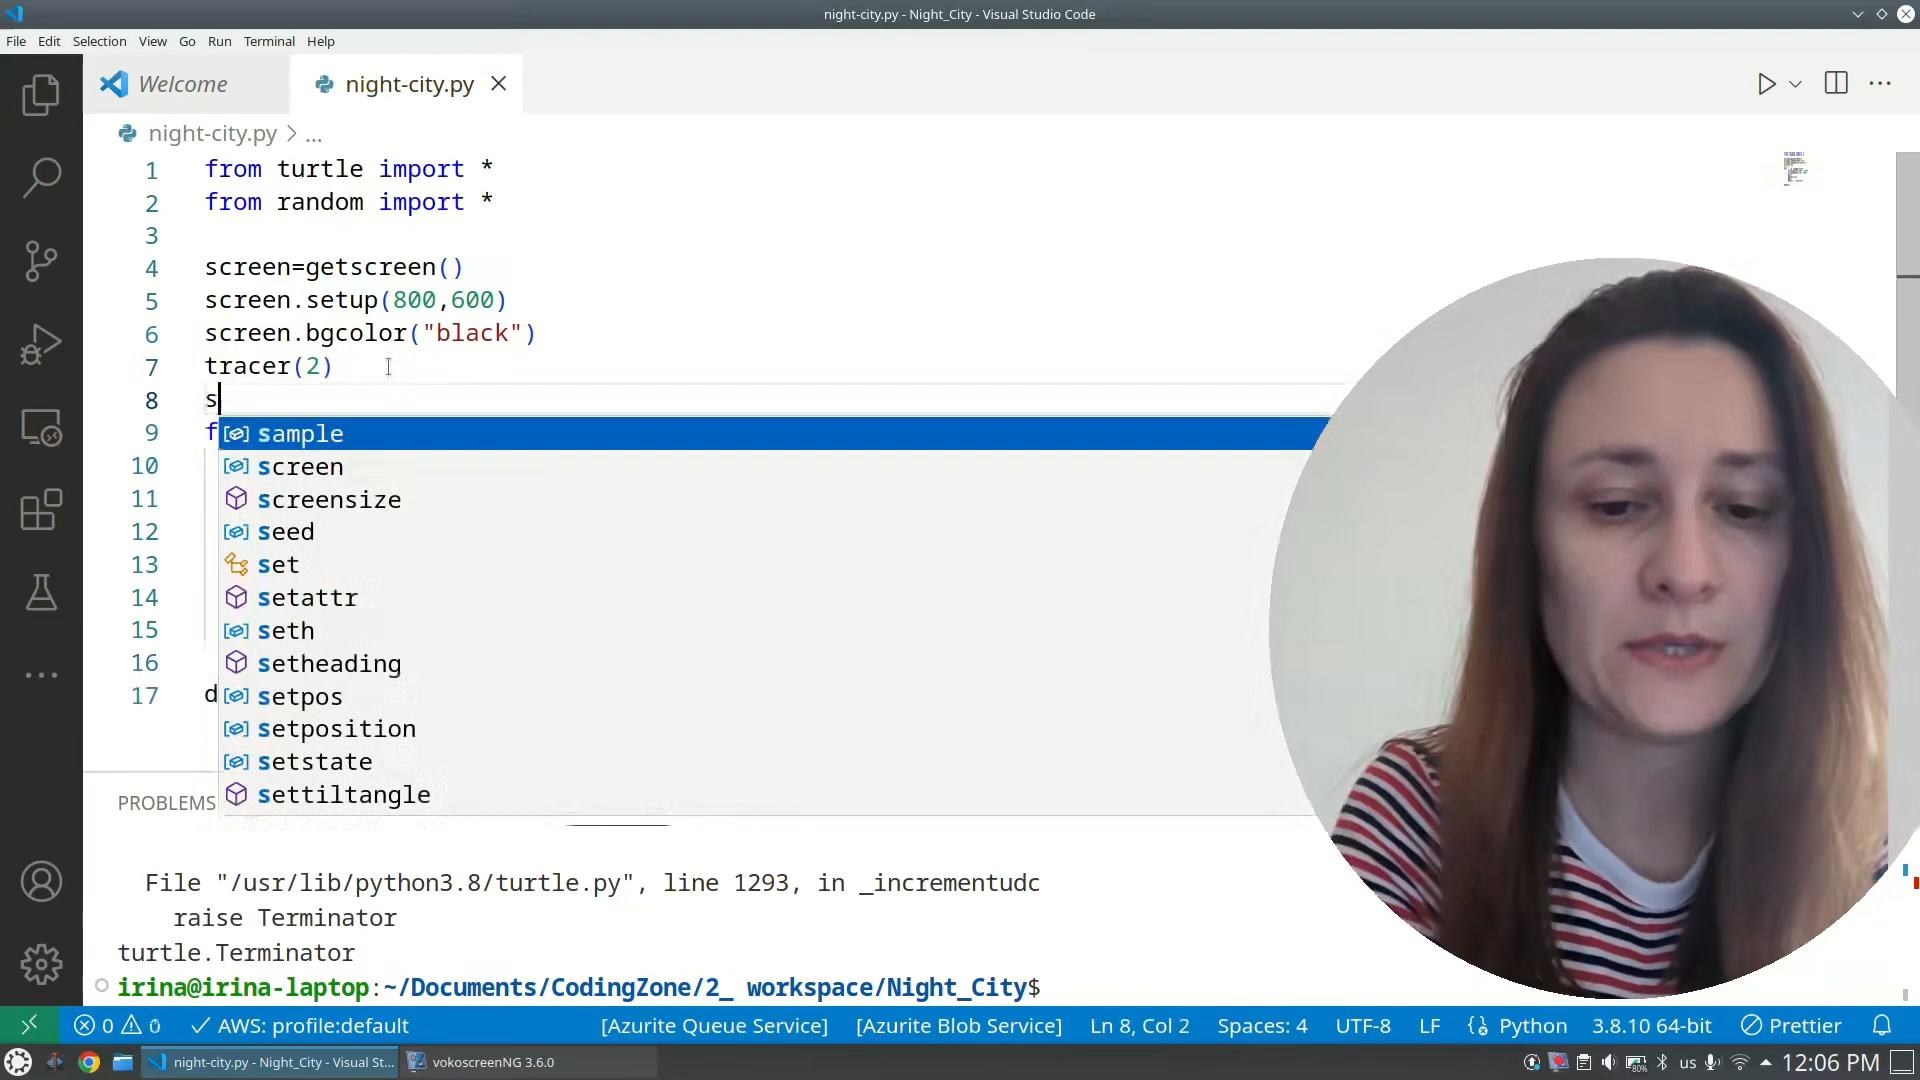 night-city.py - Night_City - Visual Studio Code
File Edit Selection View Go Run Terminal Help
Welcome
night-city.py
night-city.py > ...
1 from turtle import *
2 from random import *
3
4 screen=getscreen()
5 screen.setup(800,600)
6 screen.bgcolor("black")
7 tracer(2)
8 s
9 f
sample
10 screen
11 screensize
12 seed
13 set
14 setattr
15 seth
16 setheading
17 d
setpos
setposition
setstate
settiltangle
PROBLEMS
File "/usr/lib/python3.8/turtle.py", line 1293, in _incrementudc
raise Terminator
turtle.Terminator
irina@irina-laptop:~/Documents/CodingZone/2_ workspace/Night_City$
0 0 AWS: profile:default [Azurite Queue Service] [Azurite Blob Service] Ln 8, Col 2 Spaces: 4 UTF-8 LF Python 3.8.10 64-bit Prettier
night-city.py - Night_City - Visual St... vokoscreenNG 3.6.0 80% us 12:06 PM